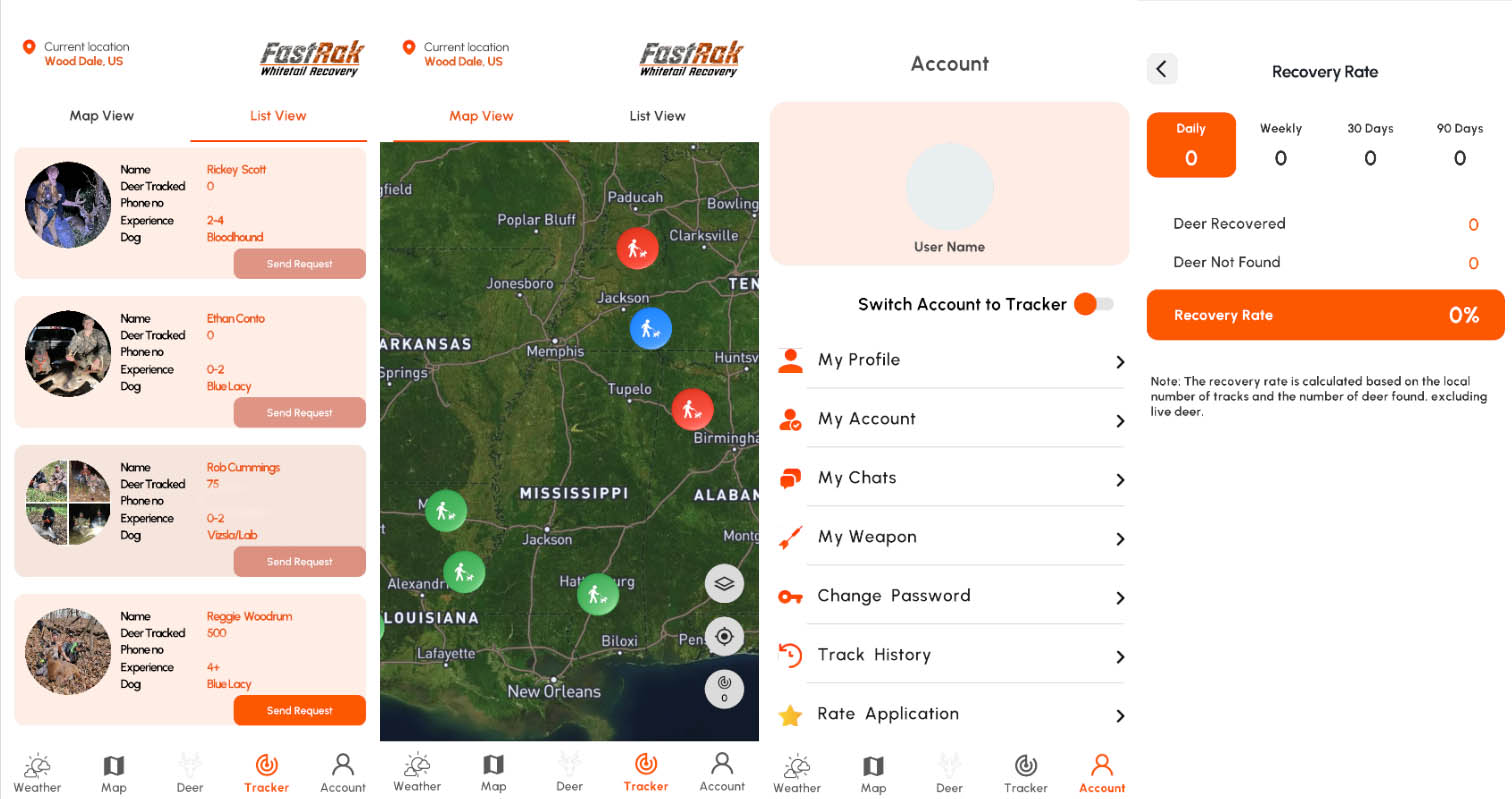 Current location
Wood Dale, US
FastRak
Whitetail Recovery
Map View
List View
Name Rickey Scott
Deer Tracked 0
Phone no
Experience 2-4
Dog Bloodhound
Send Request
Name Ethan Conto
Deer Tracked 0
Phone no
Experience 0-2
Dog Blue Lacy
Send Request
Name Rob Cummings
Deer Tracked 75
Phone no
Experience 0-2
Dog Vizsla/Lab
Send Request
Name Reggie Woodrum
Deer Tracked 500
Phone no
Experience 4+
Dog Blue Lacy
Send Request
Weather
Map
Deer
Tracker
Account
Current location
Wood Dale, US
FastRak
Whitetail Recovery
Map View
List View
gfield
Paducah
Bowling
Poplar Bluff
Clarksville
Jonesboro
TEN
Jackson
ARKANSAS
Memphis
Huntsv
Springs
Tupelo
Birmingha
M
MISSISSIPPI
ALABAN
t
Jackson
Montg
Alexandr
Hat urg
LOUISIANA
Biloxi
Pen
Lafayette
New Orleans
0
Weather
Map
Deer
Tracker
Account
Account
User Name
Switch Account to Tracker
My Profile
My Account
My Chats
My Weapon
Change Password
Track History
Rate Application
Weather
Map
Deer
Tracker
Account
Recovery Rate
Daily
0
Weekly
0
30 Days
0
90 Days
0
Deer Recovered 0
Deer Not Found 0
Recovery Rate 0%
Note: The recovery rate is calculated based on the local
number of tracks and the number of deer found, excluding
live deer.